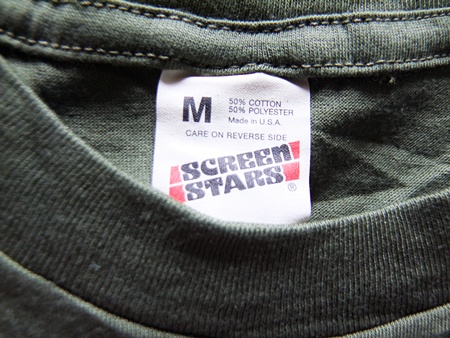 M
50% COTTON
50% POLYESTER
Made in U.S.A.
CARE ON REVERSE SIDE
SCREEN
STARS®